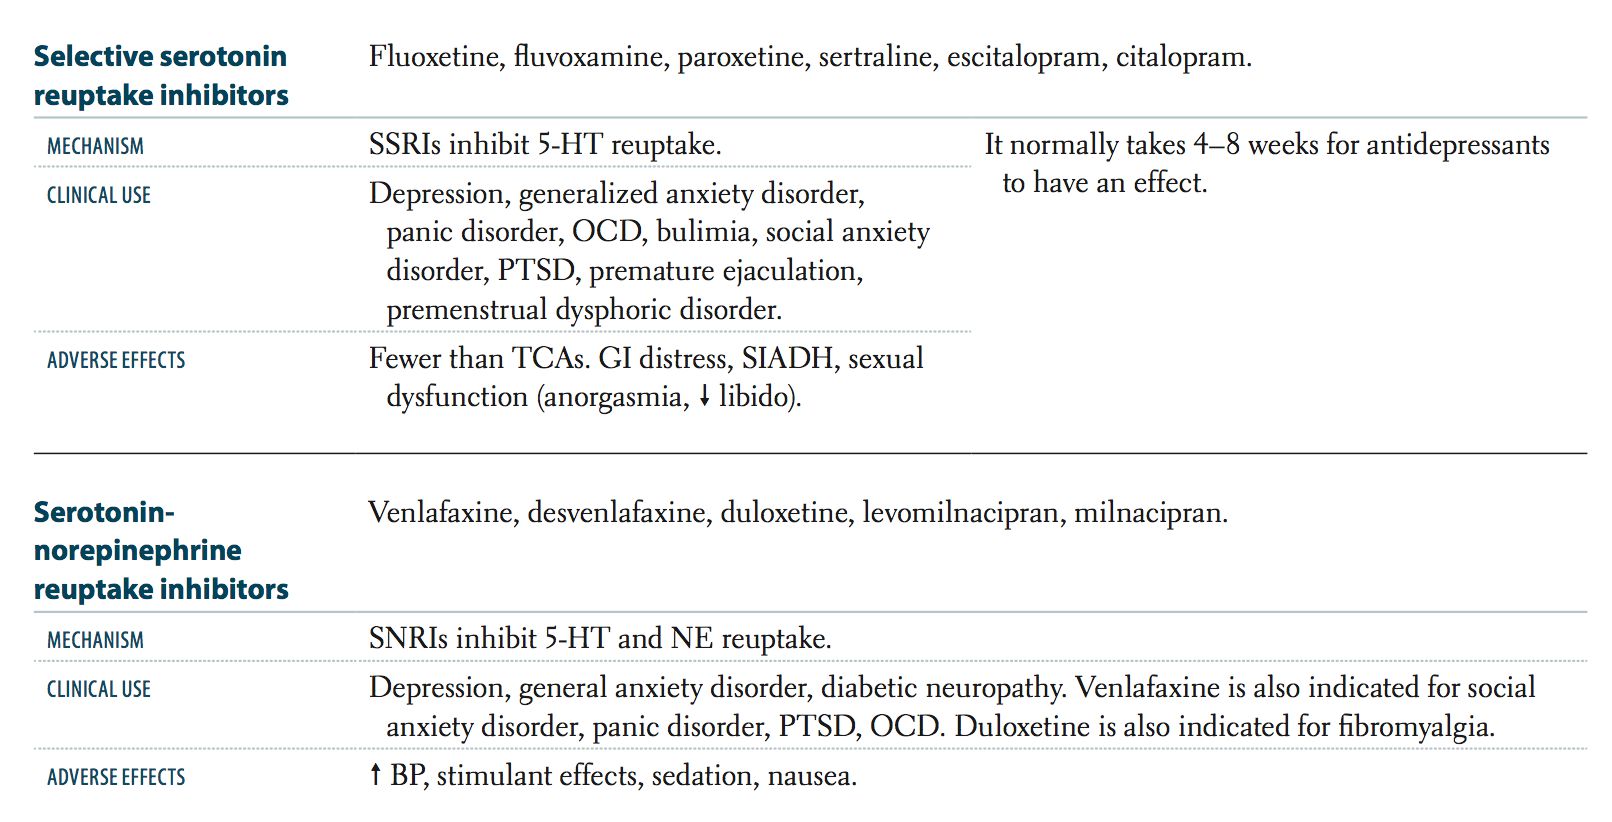 Selective serotonin
reuptake inhibitors
Fluoxetine, fluvoxamine, paroxetine, sertraline, escitalopram, citalopram.
MECHANISM
SSRIs inhibit 5-HT reuptake.
It normally takes 4–8 weeks for antidepressants
to have an effect.
CLINICAL USE
Depression, generalized anxiety disorder,
panic disorder, OCD, bulimia, social anxiety
disorder, PTSD, premature ejaculation,
premenstrual dysphoric disorder.
ADVERSE EFFECTS
Fewer than TCAs. GI distress, SIADH, sexual
dysfunction (anorgasmia, ↓ libido).
Serotonin-
norepinephrine
reuptake inhibitors
Venlafaxine, desvenlafaxine, duloxetine, levomilnacipran, milnacipran.
MECHANISM
SNRIs inhibit 5-HT and NE reuptake.
CLINICAL USE
Depression, general anxiety disorder, diabetic neuropathy. Venlafaxine is also indicated for social
anxiety disorder, panic disorder, PTSD, OCD. Duloxetine is also indicated for fibromyalgia.
ADVERSE EFFECTS
↑ BP, stimulant effects, sedation, nausea.